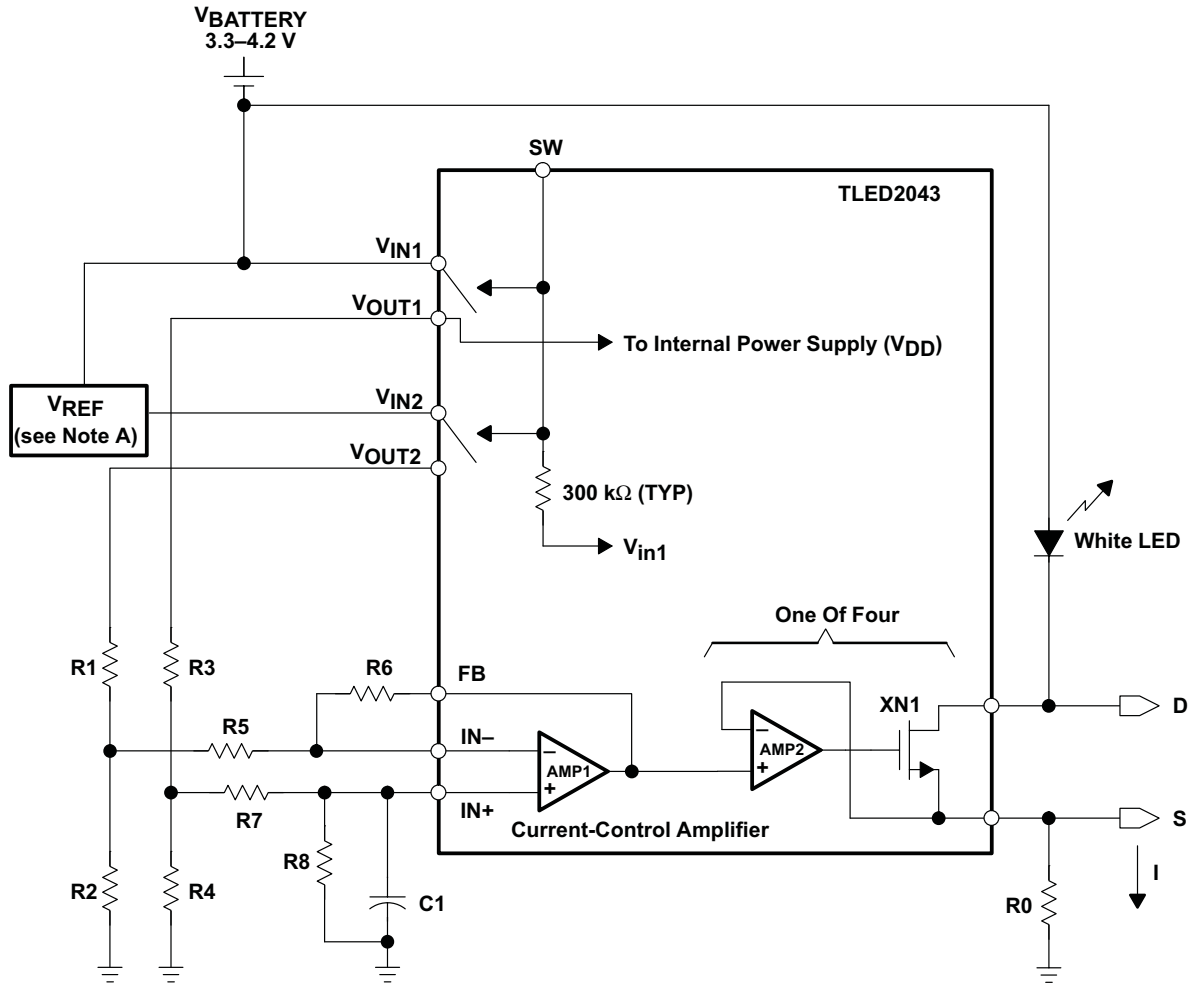 VBATTERY
3.3–4.2 V
SW
TLED2043
VIN1
VOUT1
To Internal Power Supply (VDD)
VREF
(see Note A)
VIN2
VOUT2
300 kΩ (TYP)
Vin1
White LED
One Of Four
R1
R3
R6
FB
XN1
D
R5
IN–
–
AMP1
+
–
AMP2
+
R7
IN+
Current-Control Amplifier
S
R2
R4
R8
C1
R0
I